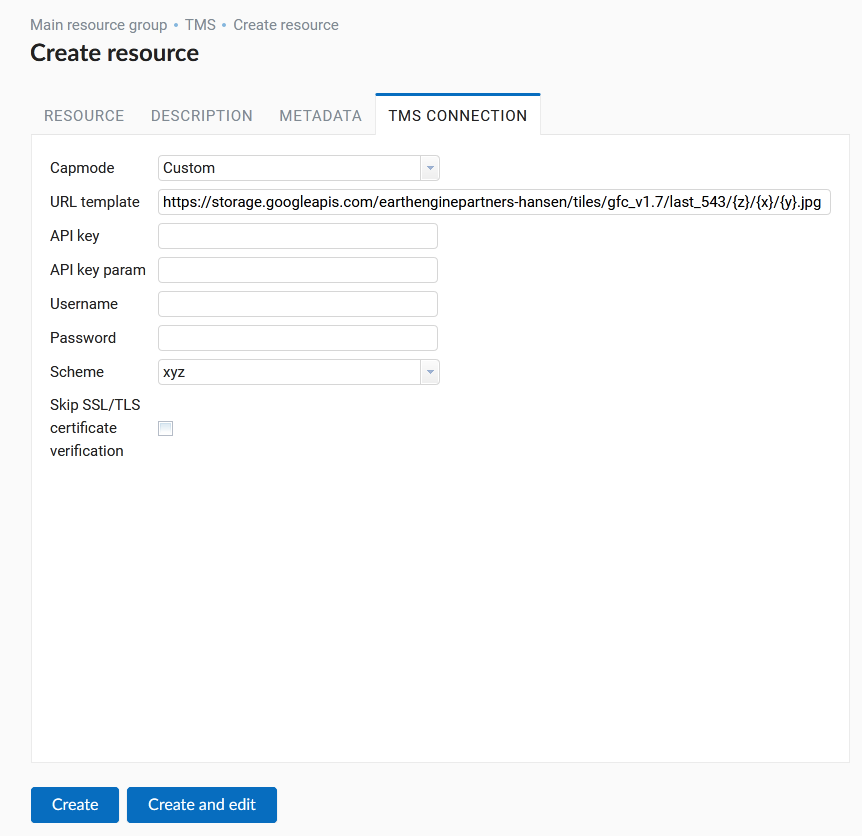 Main resource group • TMS • Create resource
Create resource
RESOURCE DESCRIPTION METADATA TMS CONNECTION
Capmode Custom
URL template https://storage.googleapis.com/earthenginepartners-hansen/tiles/gfc_v1.7/last_543/{z}/{x}/{y}.jpg
API key
API key param
Username
Password
Scheme xyz
Skip SSL/TLS
certificate
verification
Create Create and edit